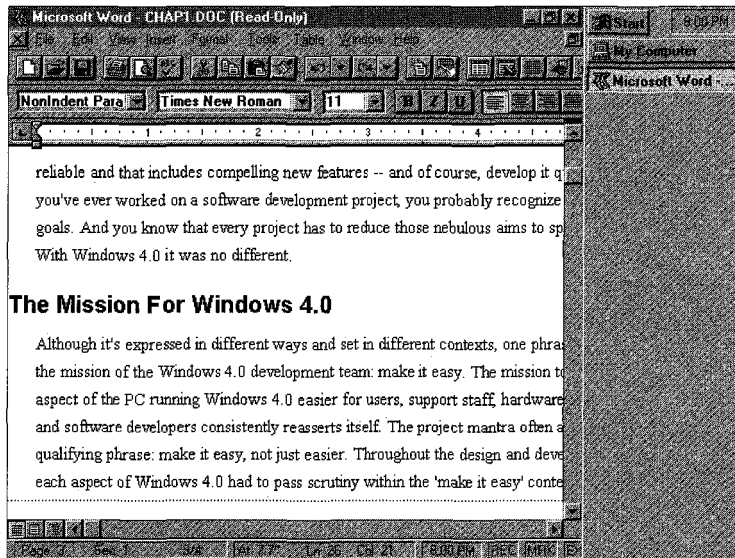 Microsoft Word - CHAP1.DOC (Read-Only)
File Edit View Insert Format Tools Table Window Help
NonIndent Para Times New Roman 11 B I U
1 2 3 4
reliable and that includes compelling new features -- and of course, develop it q
you've ever worked on a software development project, you probably recognize
goals. And you know that every project has to reduce those nebulous aims to sp
With Windows 4.0 it was no different.
The Mission For Windows 4.0
Although it's expressed in different ways and set in different contexts, one phra
the mission of the Windows 4.0 development team: make it easy. The mission to
aspect of the PC running Windows 4.0 easier for users, support staff, hardware
and software developers consistently reasserts itself. The project mantra often a
qualifying phrase: make it easy, not just easier. Throughout the design and deve
each aspect of Windows 4.0 had to pass scrutiny within the 'make it easy' conte
Page 3 Sec 1 3/4 At 7.7" Ln 26 Col 21 8:00 PM REC MRK
Start 8:00 PM
My Computer
Microsoft Word -...